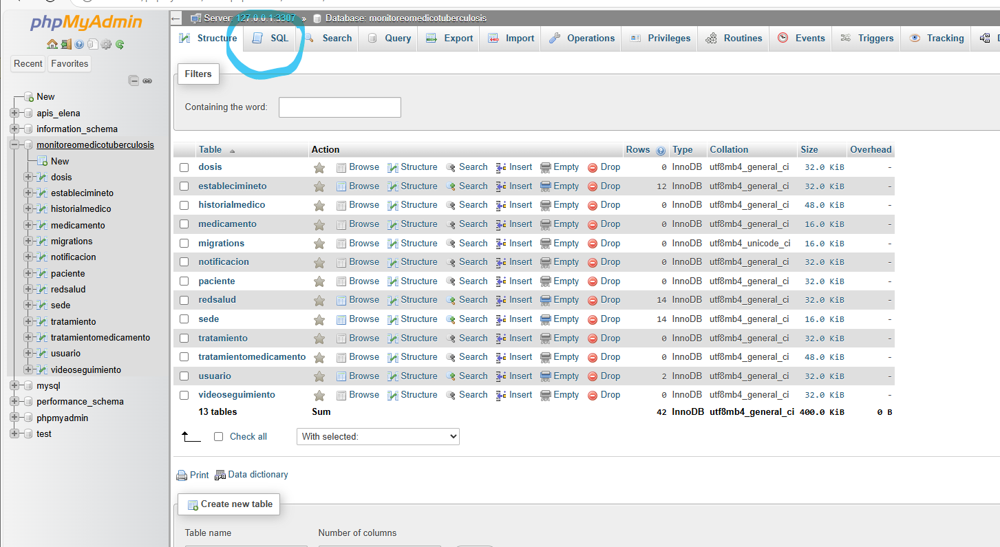 phpMyAdmin
Recent Favorites
New
apis_elena
information_schema
monitoreomedicotuberculosis
New
dosis
establecimineto
historialmedico
medicamento
migrations
notificacion
paciente
redsalud
sede
tratamiento
tratamientomedicamento
usuario
videoseguimiento
mysql
performance_schema
phpmyadmin
test
← Server: 127.0.0.1:3307 » Database: monitoreomedicotuberculosis
Structure SQL Search Query Export Import Operations Privileges Routines Events Triggers Tracking
Filters
Containing the word:
Table Action Rows Type Collation Size Overhead
dosis Browse Structure Search Insert Empty Drop 0 InnoDB utf8mb4_general_ci 32.0 KiB -
establecimineto Browse Structure Search Insert Empty Drop 12 InnoDB utf8mb4_general_ci 32.0 KiB -
historialmedico Browse Structure Search Insert Empty Drop 0 InnoDB utf8mb4_general_ci 48.0 KiB -
medicamento Browse Structure Search Insert Empty Drop 0 InnoDB utf8mb4_general_ci 16.0 KiB -
migrations Browse Structure Search Insert Empty Drop 0 InnoDB utf8mb4_unicode_ci 16.0 KiB -
notificacion Browse Structure Search Insert Empty Drop 0 InnoDB utf8mb4_general_ci 32.0 KiB -
paciente Browse Structure Search Insert Empty Drop 0 InnoDB utf8mb4_general_ci 32.0 KiB -
redsalud Browse Structure Search Insert Empty Drop 14 InnoDB utf8mb4_general_ci 32.0 KiB -
sede Browse Structure Search Insert Empty Drop 14 InnoDB utf8mb4_general_ci 16.0 KiB -
tratamiento Browse Structure Search Insert Empty Drop 0 InnoDB utf8mb4_general_ci 32.0 KiB -
tratamientomedicamento Browse Structure Search Insert Empty Drop 0 InnoDB utf8mb4_general_ci 48.0 KiB -
usuario Browse Structure Search Insert Empty Drop 2 InnoDB utf8mb4_general_ci 32.0 KiB -
videoseguimiento Browse Structure Search Insert Empty Drop 0 InnoDB utf8mb4_general_ci 32.0 KiB -
13 tables Sum 42 InnoDB utf8mb4_general_ci 400.0 KiB 0 B
Check all With selected:
Print Data dictionary
Create new table
Table name Number of columns